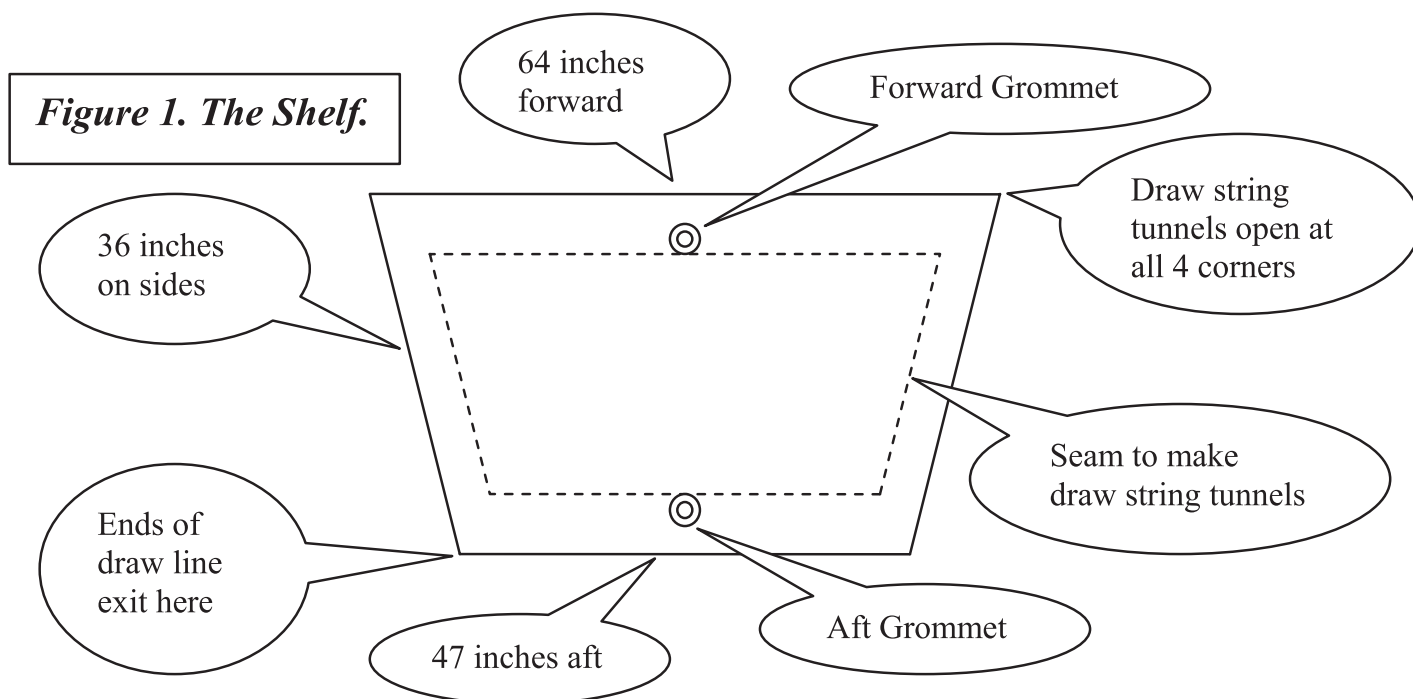 Figure 1. The Shelf.
64 inches
forward
Forward Grommet
Draw string
tunnels open at
all 4 corners
36 inches
on sides
Seam to make
draw string tunnels
Ends of
draw line
exit here
47 inches aft
Aft Grommet